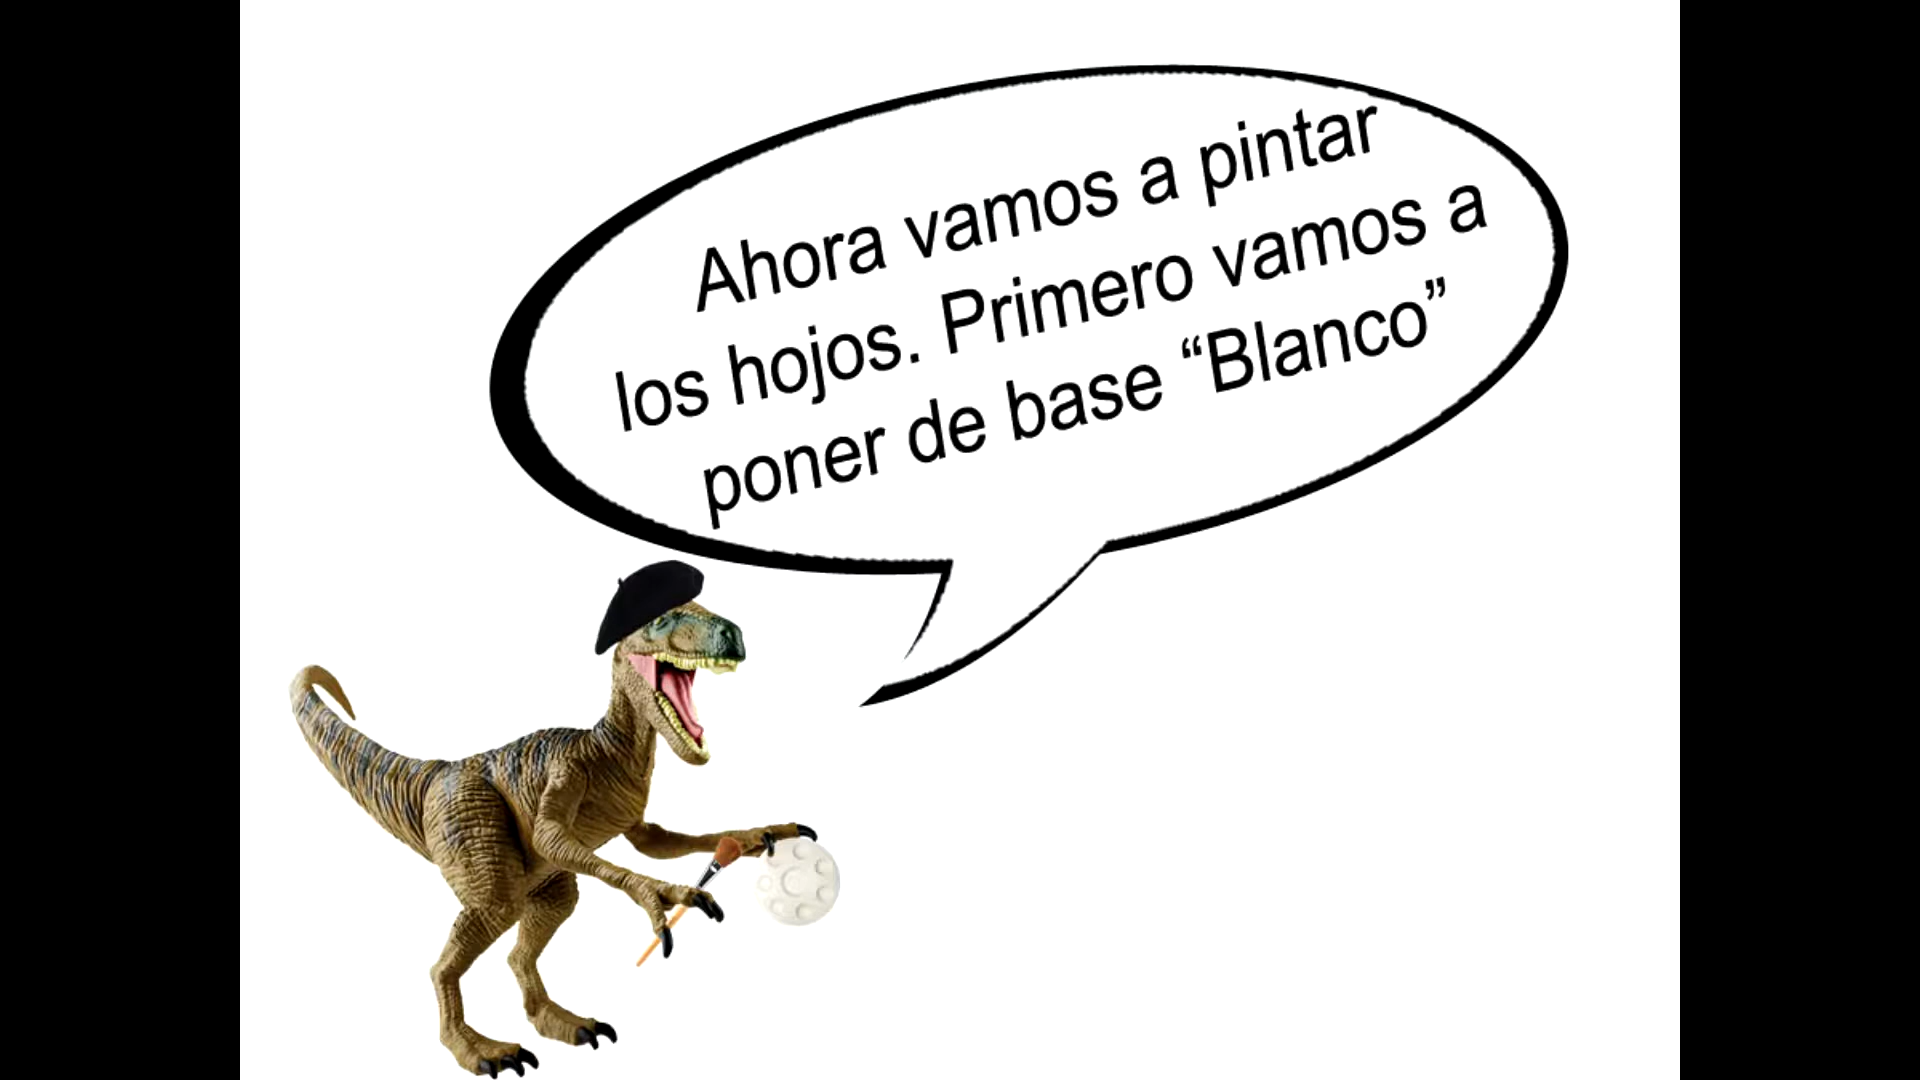 Ahora vamos a pintar
los hojos. Primero vamos a
poner de base “Blanco”